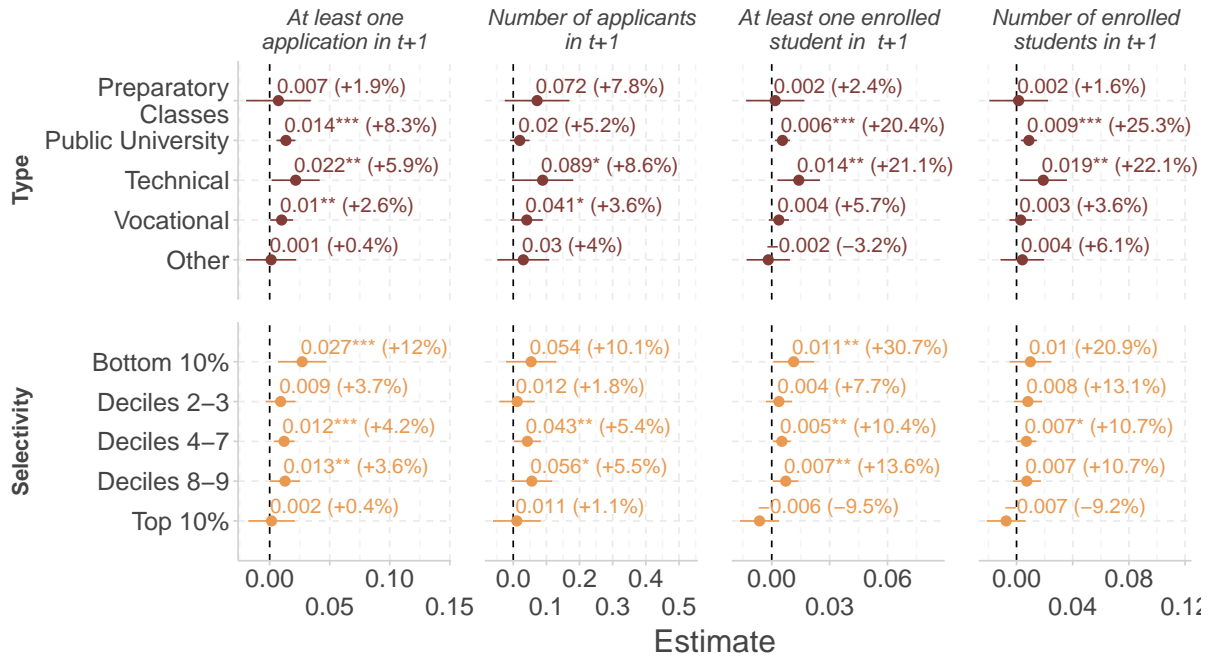 At least one
application in t+1
Number of applicants
in t+1
At least one enrolled
student in t+1
Number of enrolled
students in t+1
Type
Preparatory
Classes
0.007 (+1.9%)
0.072 (+7.8%)
0.002 (+2.4%)
0.002 (+1.6%)
Public University
0.014*** (+8.3%)
0.02 (+5.2%)
0.006*** (+20.4%)
0.009*** (+25.3%)
Technical
0.022** (+5.9%)
0.089* (+8.6%)
0.014** (+21.1%)
0.019** (+22.1%)
Vocational
0.01** (+2.6%)
0.041* (+3.6%)
0.004 (+5.7%)
0.003 (+3.6%)
Other
0.001 (+0.4%)
0.03 (+4%)
−0.002 (−3.2%)
0.004 (+6.1%)
Selectivity
Bottom 10%
0.027*** (+12%)
0.054 (+10.1%)
0.011** (+30.7%)
0.01 (+20.9%)
Deciles 2−3
0.009 (+3.7%)
0.012 (+1.8%)
0.004 (+7.7%)
0.008 (+13.1%)
Deciles 4−7
0.012*** (+4.2%)
0.043** (+5.4%)
0.005** (+10.4%)
0.007* (+10.7%)
Deciles 8−9
0.013** (+3.6%)
0.056* (+5.5%)
0.007** (+13.6%)
0.007 (+10.7%)
Top 10%
0.002 (+0.4%)
0.011 (+1.1%)
−0.006 (−9.5%)
−0.007 (−9.2%)
0.00 0.10
0.05 0.15
0.0 0.2 0.4
0.1 0.3 0.5
0.00 0.06
0.03
0.00 0.08
0.04 0.12
Estimate